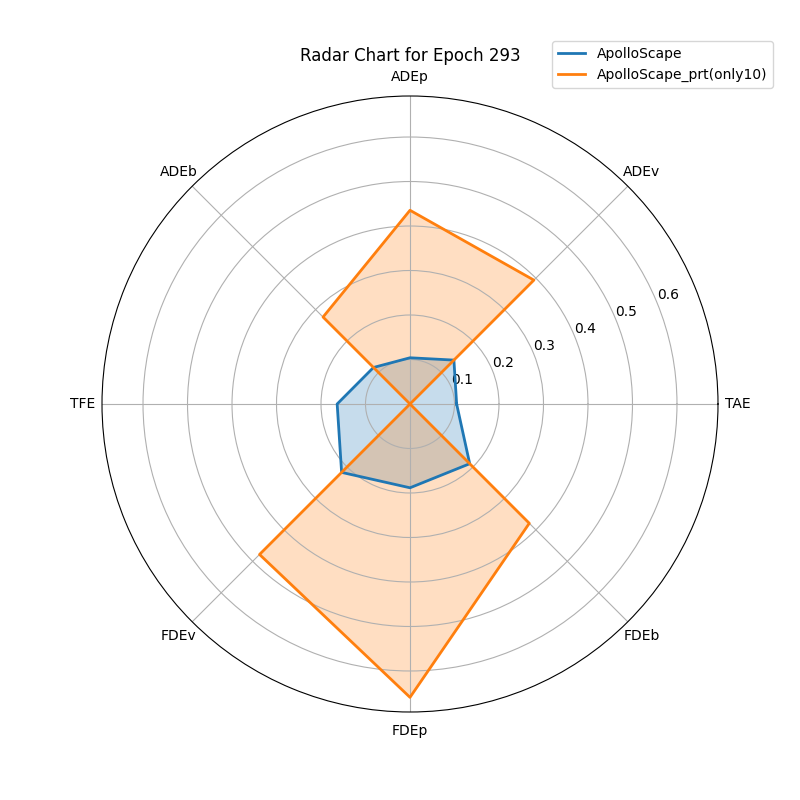 Radar Chart for Epoch 293
ApolloScape
ApolloScape_prt(only10)
ADEp
ADEb
ADEv
0.6
0.5
0.4
0.3
0.2
0.1
TFE
TAE
FDEv
FDEb
FDEp